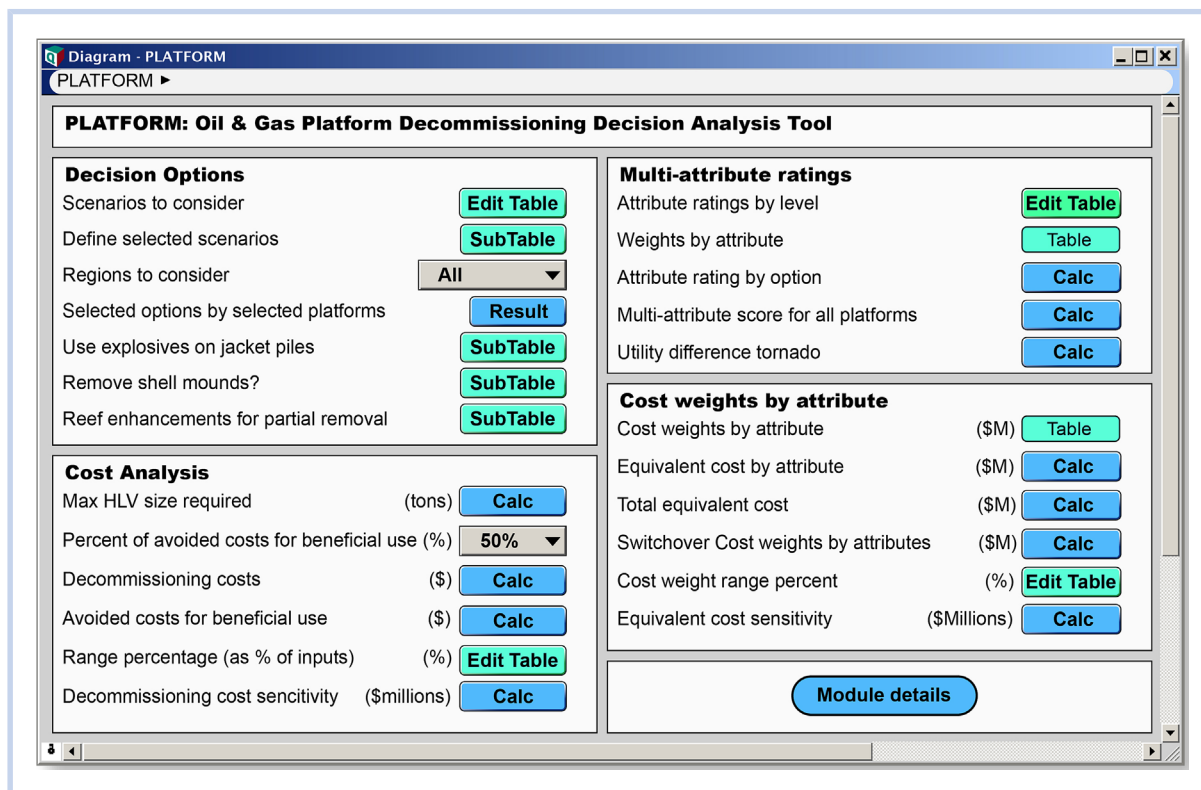 Diagram - PLATFORM
PLATFORM
PLATFORM: Oil & Gas Platform Decommissioning Decision Analysis Tool
Decision Options
Scenarios to consider Edit Table
Define selected scenarios SubTable
Regions to consider All
Selected options by selected platforms Result
Use explosives on jacket piles SubTable
Remove shell mounds? SubTable
Reef enhancements for partial removal SubTable
Cost Analysis
Max HLV size required (tons) Calc
Percent of avoided costs for beneficial use (%) 50%
Decommissioning costs ($) Calc
Avoided costs for beneficial use ($) Calc
Range percentage (as % of inputs) (%) Edit Table
Decommissioning cost sencitivity ($millions) Calc
Multi-attribute ratings
Attribute ratings by level Edit Table
Weights by attribute Table
Attribute rating by option Calc
Multi-attribute score for all platforms Calc
Utility difference tornado Calc
Cost weights by attribute
Cost weights by attribute ($M) Table
Equivalent cost by attribute ($M) Calc
Total equivalent cost ($M) Calc
Switchover Cost weights by attributes ($M) Calc
Cost weight range percent (%) Edit Table
Equivalent cost sensitivity ($Millions) Calc
Module details